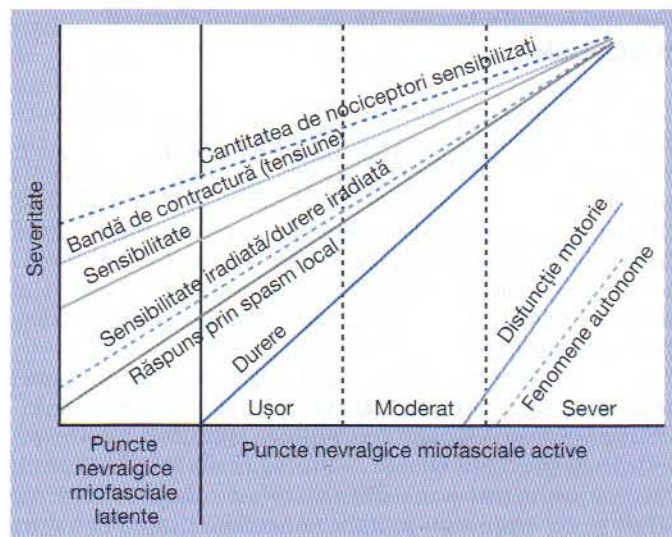 Severitate
Cantitatea de nociceptori sensibilizați
Bandă de contractură (tensiune)
Sensibilitate
Sensibilitate iradiată/durere iradiată
Răspuns prin spasm local
Durere
Disfuncție motorie
Fenomene autonome
Ușor
Moderat
Sever
Puncte
nevralgice
miofasciale
latente
Puncte nevralgice miofasciale active